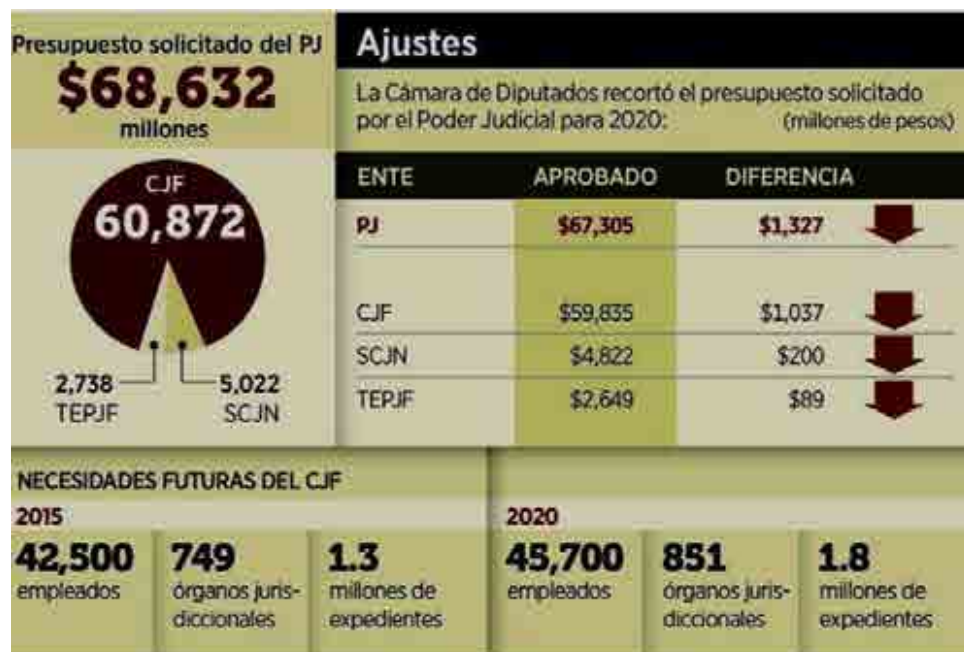 Presupuesto solicitado del PJ
$68,632
millones
CJF
60,872
2,738
TEPJF
5,022
SCJN
Ajustes
La Cámara de Diputados recortó el presupuesto solicitado
por el Poder Judicial para 2020: (millones de pesos)
ENTE APROBADO DIFERENCIA
PJ $67,305 $1,327
CJF $59,835 $1,037
SCJN $4,822 $200
TEPJF $2,649 $89
NECESIDADES FUTURAS DEL CJF
2015
42,500
empleados
749
órganos juris-
diccionales
1.3
millones de
expedientes
2020
45,700
empleados
851
órganos juris-
diccionales
1.8
millones de
expedientes